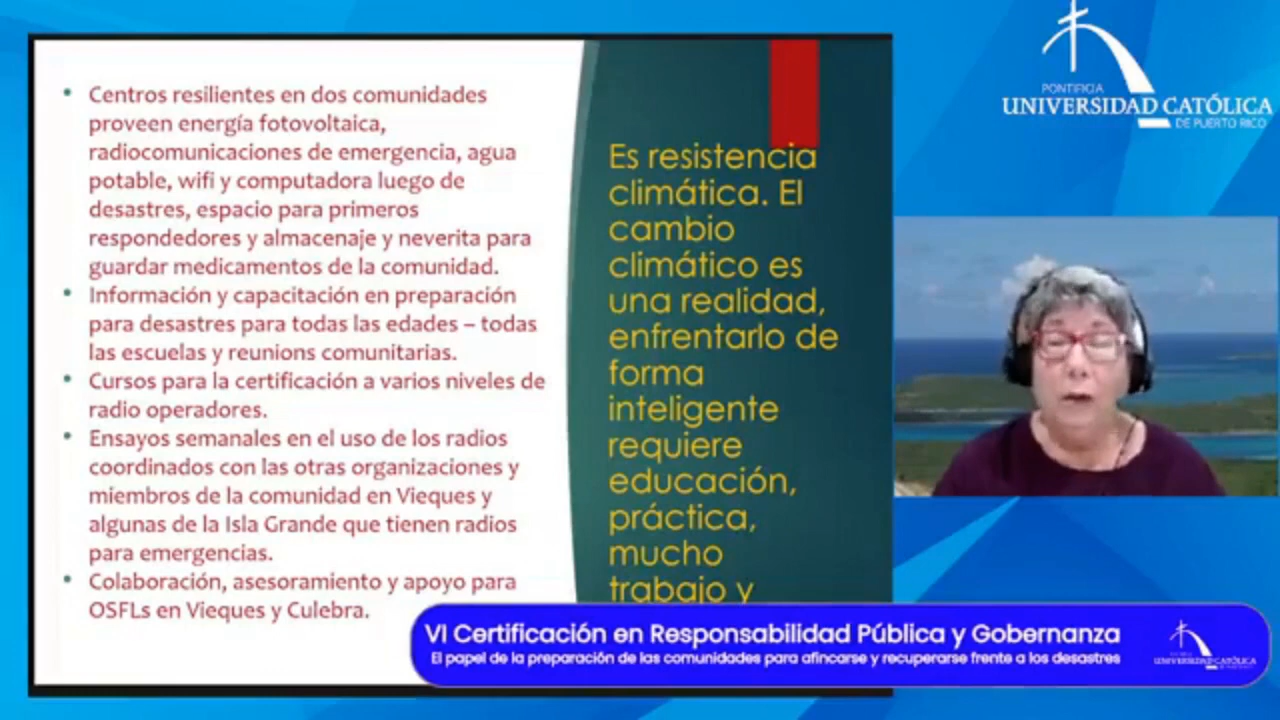 Centros resilientes en dos comunidades
proveen energía fotovoltaica,
radiocomunicaciones de emergencia, agua
potable, wifi y computadora luego de
desastres, espacio para primeros
respondedores y almacenaje y neverita para
guardar medicamentos de la comunidad.
Información y capacitación en preparación
para desastres para todas las edades – todas
las escuelas y reunions comunitarias.
Cursos para la certificación a varios niveles de
radio operadores.
Ensayos semanales en el uso de los radios
coordinados con las otras organizaciones y
miembros de la comunidad en Vieques y
algunas de la Isla Grande que tienen radios
para emergencias.
Colaboración, asesoramiento y apoyo para
OSFLs en Vieques y Culebra.
Es resistencia
climática. El
cambio
climático es
una realidad,
enfrentarlo de
forma
inteligente
requiere
educación,
práctica,
mucho
trabajo y
PONTIFICIA
UNIVERSIDAD CATÓLICA
DE PUERTO RICO
VI Certificación en Responsabilidad Pública y Gobernanza
El papel de la preparación de las comunidades para afincarse y recuperarse frente a los desastres
UNIVERSIDAD CATÓLICA